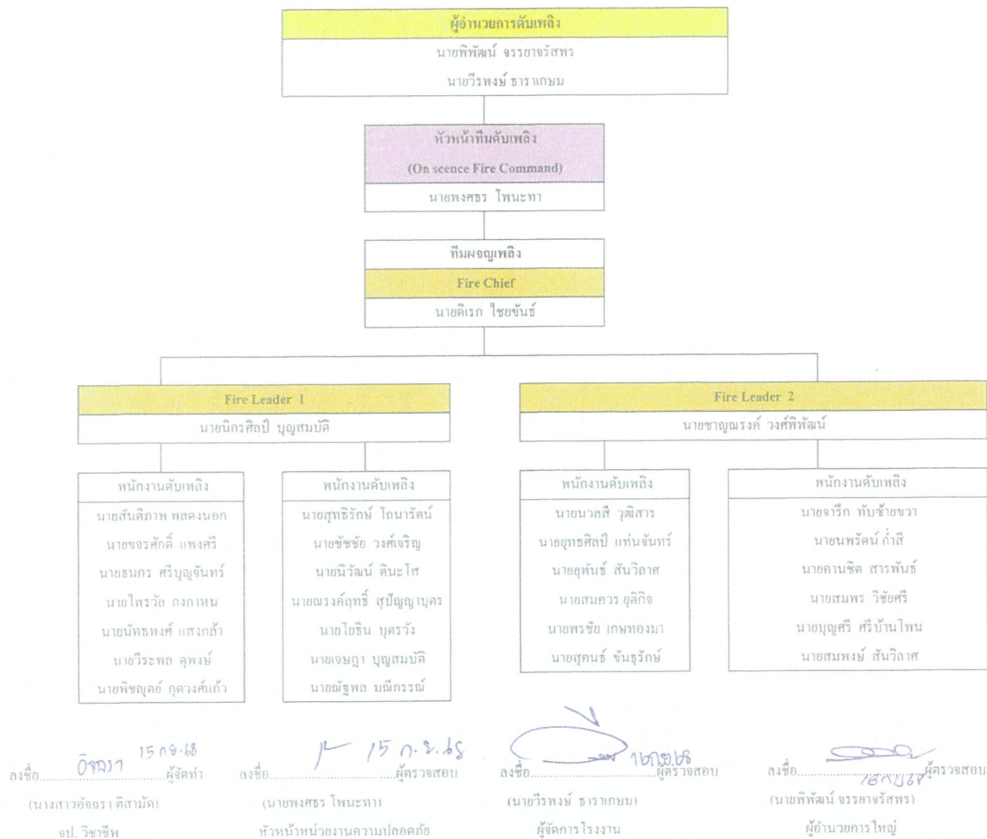 ผู้อำนวยการดับเพลิง
นายพิพัฒน์ จรรยาจรัสพร
นายวีรพงษ์ ธาราเกษม
หัวหน้าทีมดับเพลิง
(On scence Fire Command)
นายพงศธร โพนะทา
ทีมผจญเพลิง
Fire Chief
นายดิเรก ไชยขันธ์
Fire Leader 1
นายนิกรศิลป์ บุญสมบัติ
พนักงานดับเพลิง
นายสันติภาพ พลดงนอก
นายขจรศักดิ์ แพงศรี
นายธนกร ศรีบุญจันทร์
นายไพรวัล กงกาหน
นายนัทธพงศ์ แสงกล้า
นายวีระพล ดุพงษ์
นายพิชญุตย์ กุดวงศ์แก้ว
พนักงานดับเพลิง
นายสุทธิรักษ์ โถนารัตน์
นายชัชชัย วงศ์เจริญ
นายนิวัฒน์ ตินะโส
นายณรงค์ฤทธิ์ สุปัญญาบุตร
นายโยธิน บุตรวัง
นายเจษฎา บุญสมบัติ
นายณัฐพล มณีกรรณ์
Fire Leader 2
นายชาญณรงค์ วงศ์พิพัฒน์
พนักงานดับเพลิง
นายนวลสี วุฒิสาร
นายยุทธศิลป์ แท่นจันทร์
นายยุพันธ์ สันวิลาศ
นายสมควร ยุติกิจ
นายพรชัย เกษทองมา
นายสุคนธ์ ขันธุรักษ์
พนักงานดับเพลิง
นายจารึก ทับซ้ายขวา
นายนพรัตน์ ก่ำสี
นายคานชิต สารพันธ์
นายสมพร วิชัยศรี
นายบุญศรี ศรีบ้านโพน
นายสมพงษ์ สันวิลาศ
ลงชื่อ อัจฉรา 15 ก.ย. 68 ผู้จัดทำ
(นางสาวอัจฉรา ติสามัด)
จป. วิชาชีพ
ลงชื่อ 15 ก.ย. 68 ผู้ตรวจสอบ
(นายพงศธร โพนะทา)
หัวหน้าหน่วยงานความปลอดภัย
ลงชื่อ 16 ก.ย. 68 ผู้ตรวจสอบ
(นายวีรพงษ์ ธาราเกษม)
ผู้จัดการโรงงาน
ลงชื่อ ผู้ตรวจสอบ
(นายพิพัฒน์ จรรยาจรัสพร)
ผู้อำนวยการใหญ่